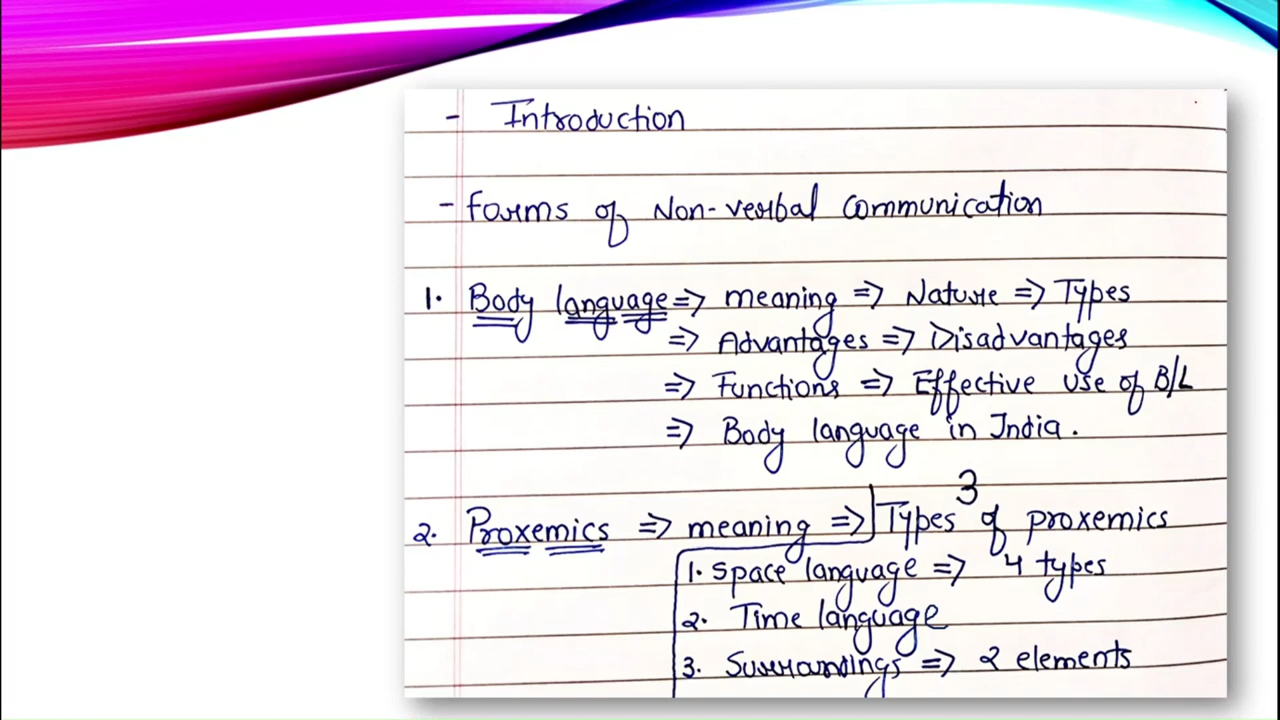 - Introduction
- Forms of Non-verbal communication
1. Body language => meaning => Nature => Types
=> Advantages => Disadvantages
=> Functions => Effective use of B/L
=> Body language in India.
2. Proxemics => meaning => Types 3 of proxemics
1. Space language => 4 types
2. Time language
3. Surroundings => 2 elements